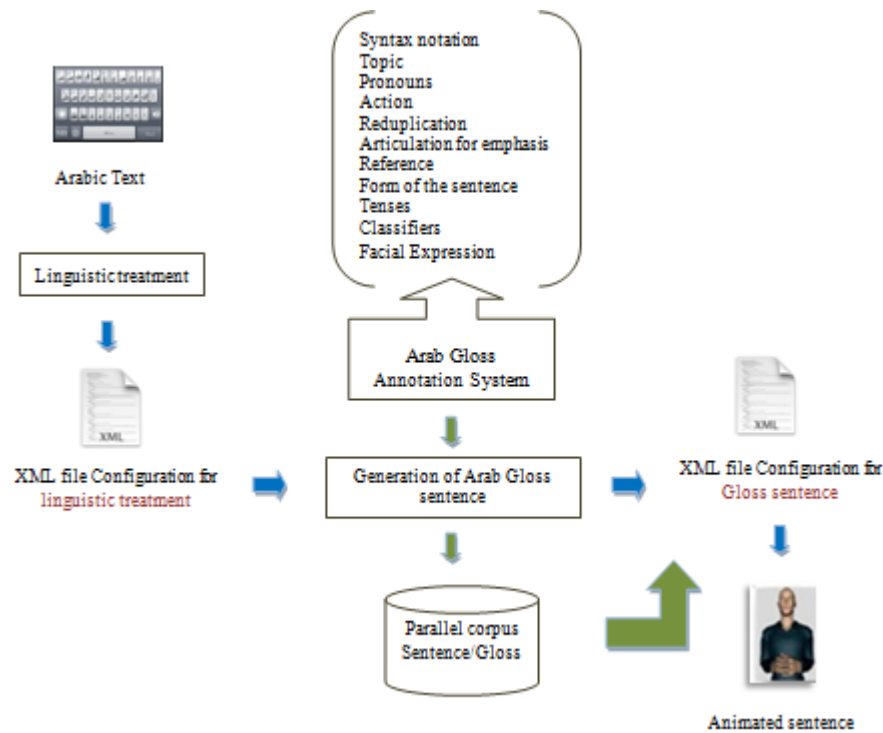 Syntax notation
Topic
Pronouns
Action
Reduplication
Articulation for emphasis
Reference
Form of the sentence
Tenses
Classifiers
Facial Expression
Arabic Text
Linguistic treatment
Arab Gloss
Annotation System
XML
XML file Configuration for
linguistic treatment
Generation of Arab Gloss
sentence
XML
XML file Configuration for
Gloss sentence
Parallel corpus
Sentence/Gloss
Animated sentence